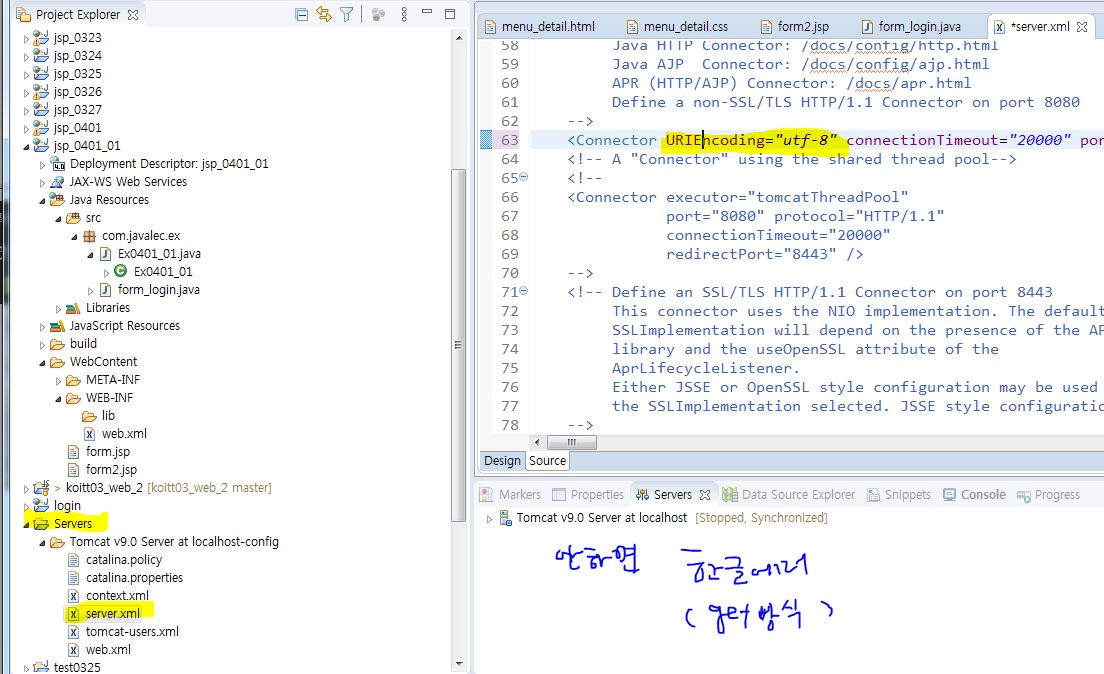 Project Explorer
jsp_0323
jsp_0324
jsp_0325
jsp_0326
jsp_0327
jsp_0401
jsp_0401_01
Deployment Descriptor: jsp_0401_01
JAX-WS Web Services
Java Resources
src
com.javalec.ex
Ex0401_01.java
Ex0401_01
form_login.java
Libraries
JavaScript Resources
build
WebContent
META-INF
WEB-INF
lib
web.xml
form.jsp
form2.jsp
> koitt03_web_2 [koitt03_web_2 master]
login
Servers
Tomcat v9.0 Server at localhost-config
catalina.policy
catalina.properties
context.xml
server.xml
tomcat-users.xml
web.xml
test0325
menu_detail.html menu_detail.css form2.jsp form_login.java *server.xml
58 Java HTTP Connector: /docs/config/http.html
59 Java AJP  Connector: /docs/config/ajp.html
60 APR (HTTP/AJP) Connector: /docs/apr.html
61 Define a non-SSL/TLS HTTP/1.1 Connector on port 8080
62 -->
63 <Connector URIEncoding="utf-8" connectionTimeout="20000" por
64 <!-- A "Connector" using the shared thread pool-->
65 <!--
66 <Connector executor="tomcatThreadPool"
67 port="8080" protocol="HTTP/1.1"
68 connectionTimeout="20000"
69 redirectPort="8443" />
70 -->
71 <!-- Define an SSL/TLS HTTP/1.1 Connector on port 8443
72 This connector uses the NIO implementation. The default
73 SSLImplementation will depend on the presence of the AP
74 library and the useOpenSSL attribute of the
75 AprLifecycleListener.
76 Either JSSE or OpenSSL style configuration may be used
77 the SSLImplementation selected. JSSE style configuratio
78 -->
Design Source
Markers Properties Servers Data Source Explorer Snippets Console Progress
Tomcat v9.0 Server at localhost [Stopped, Synchronized]
안하면 한글에러
( 방식 )